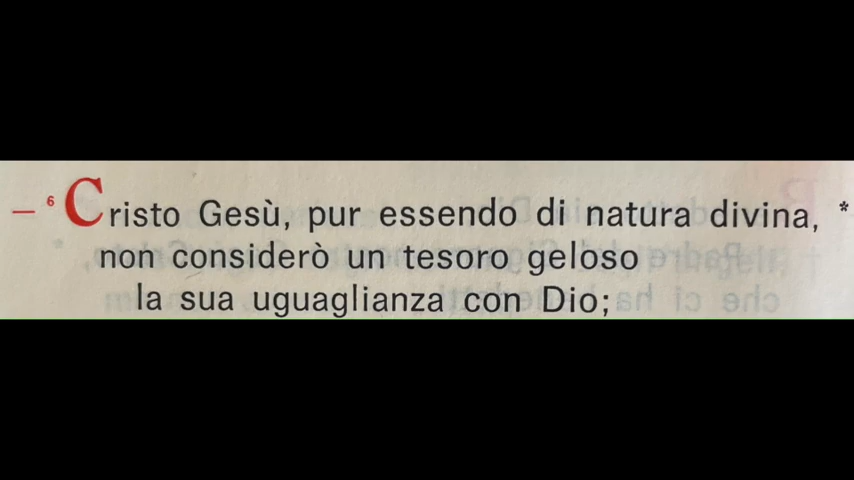 – 6 Cristo Gesù, pur essendo di natura divina, *
non considerò un tesoro geloso
la sua uguaglianza con Dio;